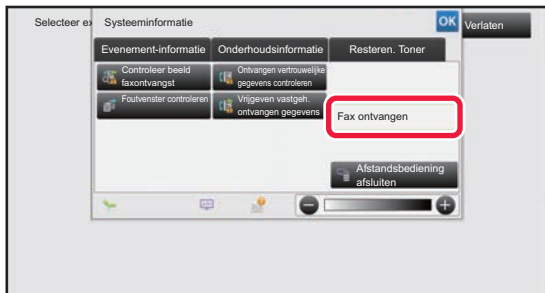 Selecteer ex
Systeeminformatie
OK
Verlaten
Evenement-informatie
Onderhoudsinformatie
Resteren. Toner
Controleer beeld
faxontvangst
Ontvangen vertrouwelijke
gegevens controleren
Foutvenster controleren
Vrijgeven vastgeh.
ontvangen gegevens
Fax ontvangen
Afstandsbediening
afsluiten